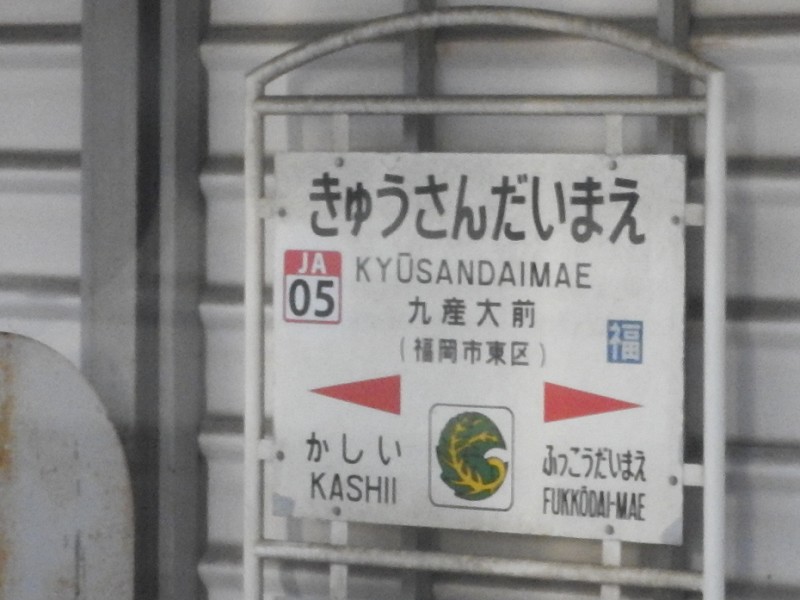 きゅうさんだいまえ
JA
05
KYŪSANDAIMAE
九産大前
(福岡市東区)
福
かしい
KASHII
ふっこうだいまえ
FUKKŌDAI-MAE